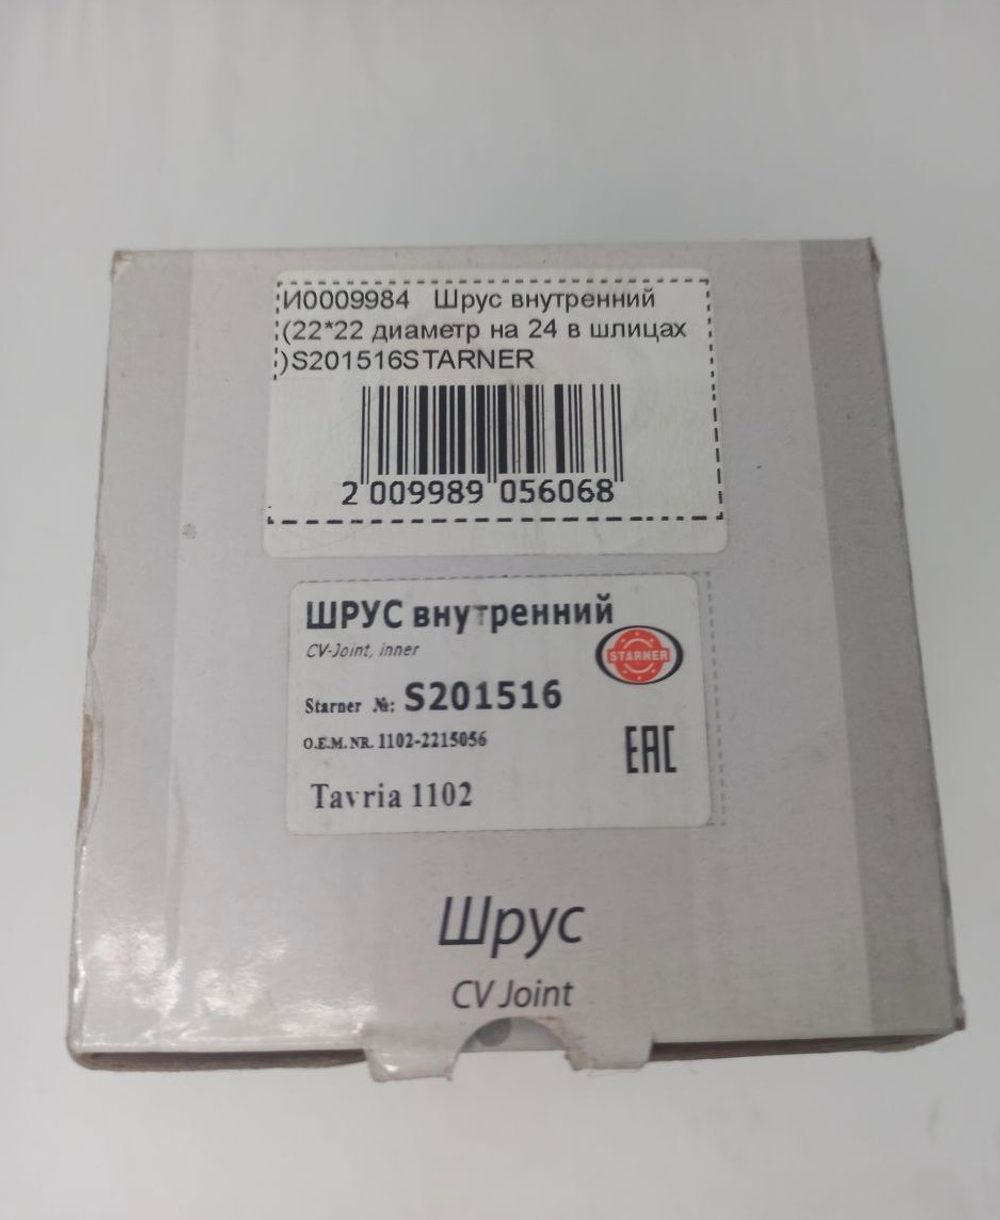 И0009984 Шрус внутренний
(22*22 диаметр на 24 в шлицах
)S201516STARNER
2 009989 056068
ШРУС внутренний
CV-Joint, inner
STARNER
Starner №: S201516
O.E.M. NR. 1102-2215056
EAC
Tavria 1102
Шрус
CV Joint